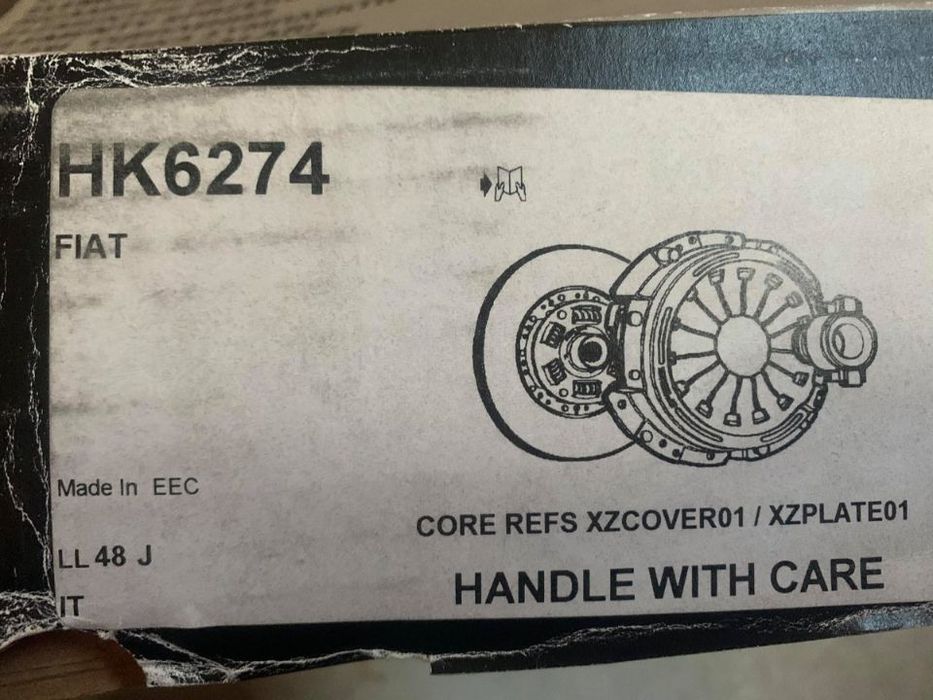 HK6274
FIAT
Made In EEC
CORE REFS XZCOVER01 / XZPLATE01
LL 48 J
HANDLE WITH CARE
IT